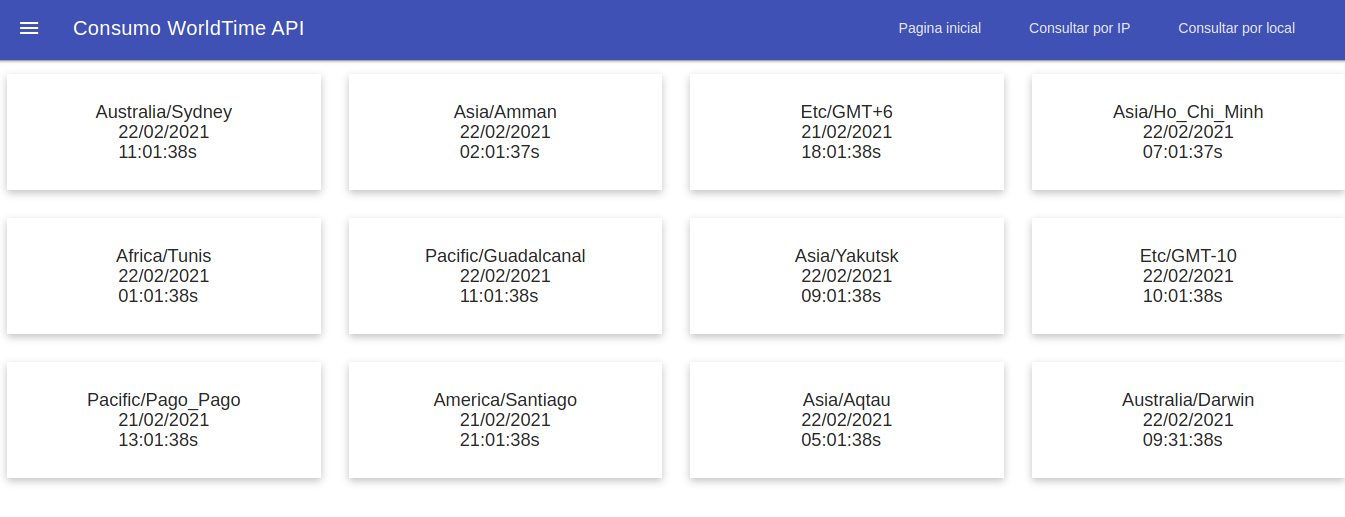 Consumo WorldTime API
Pagina inicial
Consultar por IP
Consultar por local
Australia/Sydney
22/02/2021
11:01:38s
Asia/Amman
22/02/2021
02:01:37s
Etc/GMT+6
21/02/2021
18:01:38s
Asia/Ho_Chi_Minh
22/02/2021
07:01:37s
Africa/Tunis
22/02/2021
01:01:38s
Pacific/Guadalcanal
22/02/2021
11:01:38s
Asia/Yakutsk
22/02/2021
09:01:38s
Etc/GMT-10
22/02/2021
10:01:38s
Pacific/Pago_Pago
21/02/2021
13:01:38s
America/Santiago
21/02/2021
21:01:38s
Asia/Aqtau
22/02/2021
05:01:38s
Australia/Darwin
22/02/2021
09:31:38s